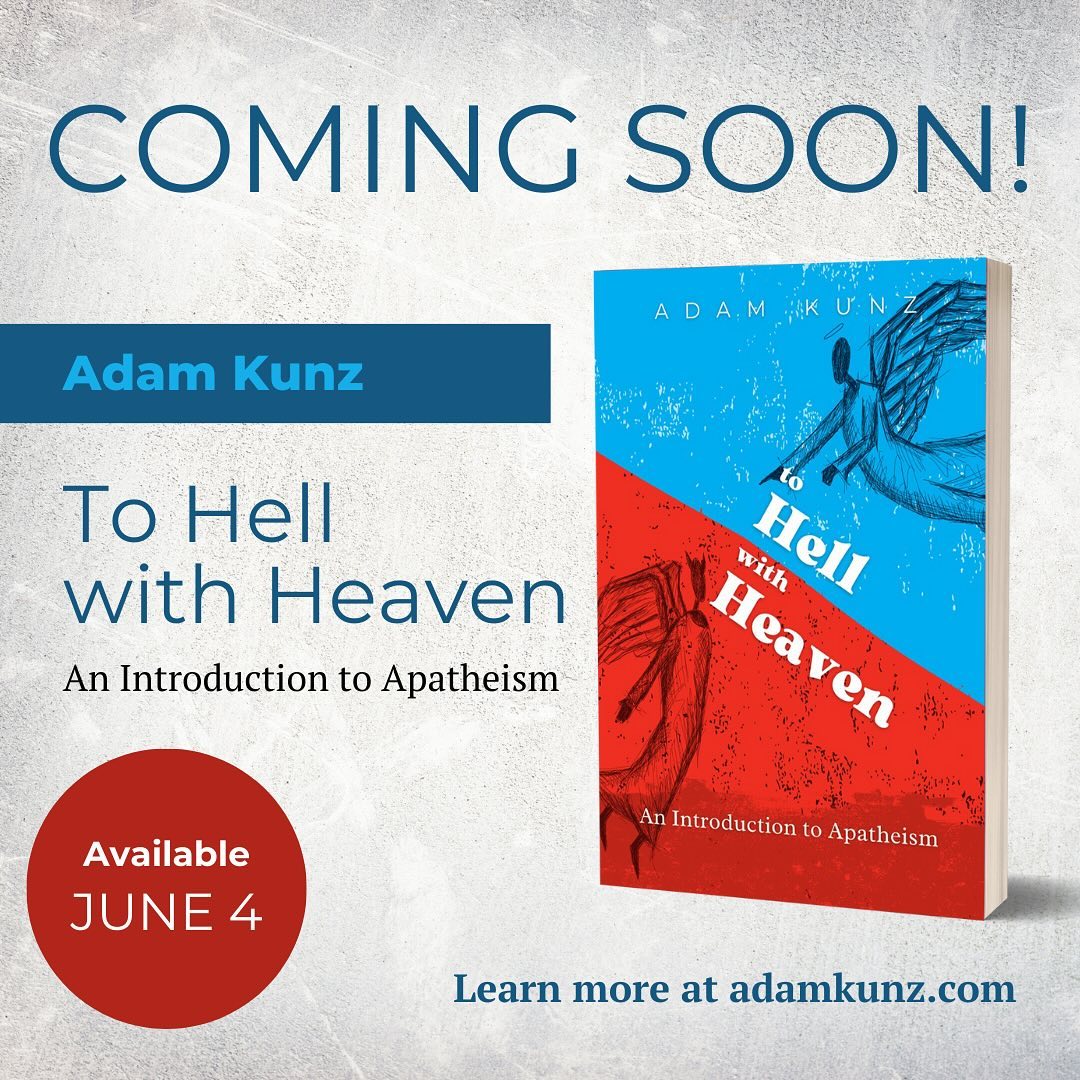 COMING SOON!
Adam Kunz
To Hell
with Heaven
An Introduction to Apatheism
Available
JUNE 4
ADAM KUNZ
to
Hell
with
Heaven
An Introduction to Apatheism
Learn more at adamkunz.com